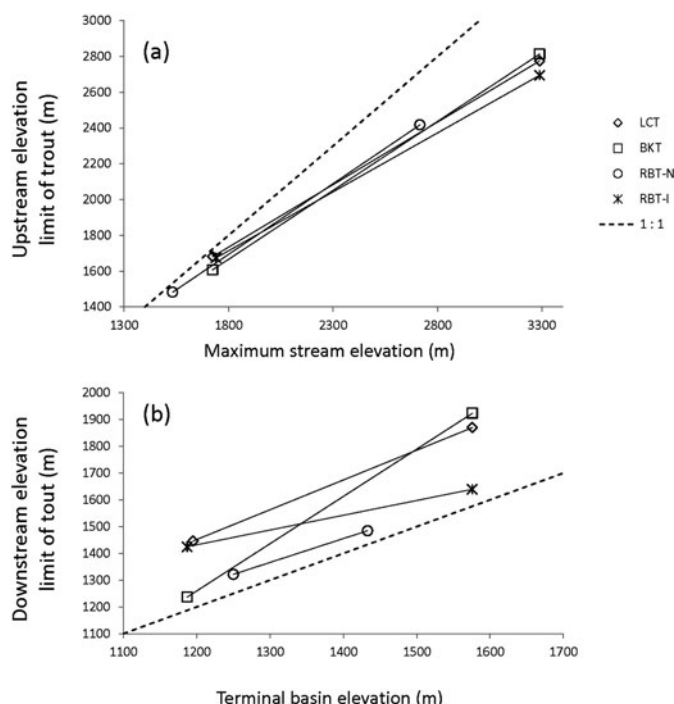 (a)
Upstream elevation
limit of trout (m)
3000
2800
2600
2400
2200
2000
1800
1600
1400
1300 1800 2300 2800 3300
Maximum stream elevation (m)
LCT
BKT
RBT-N
RBT-I
1 : 1
(b)
Downstream elevation
limit of tout (m)
2000
1900
1800
1700
1600
1500
1400
1300
1200
1100
1100 1200 1300 1400 1500 1600 1700
Terminal basin elevation (m)